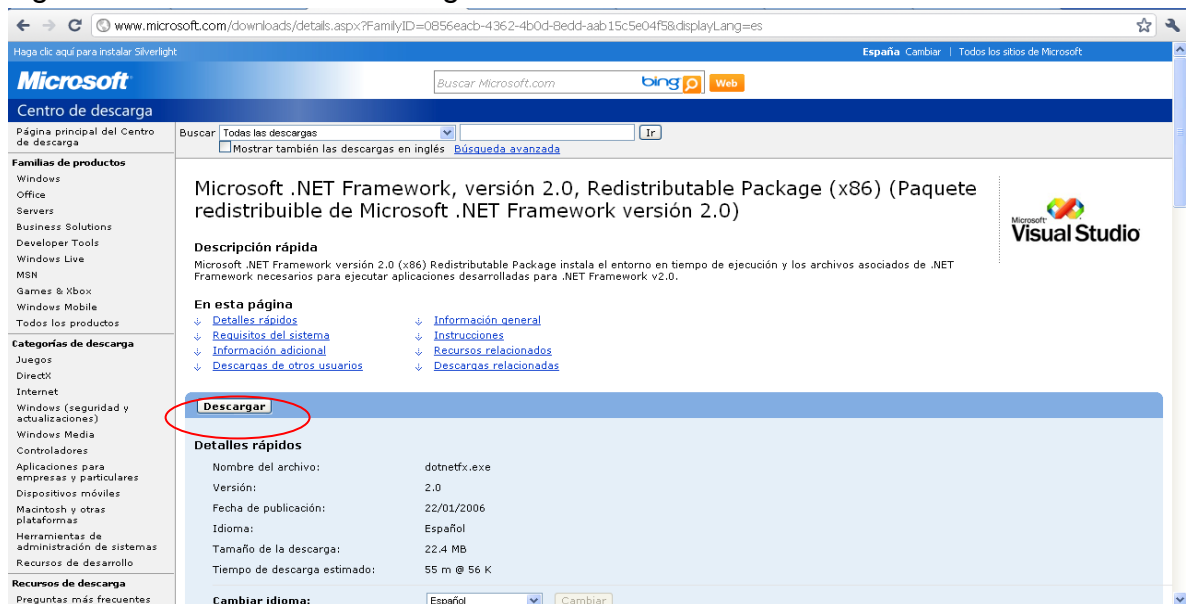 www.microsoft.com/downloads/details.aspx?FamilyID=0856eacb-4362-4b0d-8edd-aab15c5e04f5&displayLang=es
Haga clic aquí para instalar Silverlight
España Cambiar | Todos los sitios de Microsoft
Microsoft
Buscar Microsoft.com
bing
Web
Centro de descarga
Página principal del Centro
de descarga
Familias de productos
Windows
Office
Servers
Business Solutions
Developer Tools
Windows Live
MSN
Games & Xbox
Windows Mobile
Todos los productos
Categorías de descarga
Juegos
DirectX
Internet
Windows (seguridad y
actualizaciones)
Windows Media
Controladores
Aplicaciones para
empresas y particulares
Dispositivos móviles
Macintosh y otras
plataformas
Herramientas de
administración de sistemas
Recursos de desarrollo
Recursos de descarga
Preguntas más frecuentes
Buscar Todas las descargas
Ir
Mostrar también las descargas en inglés Búsqueda avanzada
Microsoft .NET Framework, versión 2.0, Redistributable Package (x86) (Paquete
redistribuible de Microsoft .NET Framework versión 2.0)
Microsoft
Visual Studio
Descripción rápida
Microsoft .NET Framework versión 2.0 (x86) Redistributable Package instala el entorno en tiempo de ejecución y los archivos asociados de .NET
Framework necesarios para ejecutar aplicaciones desarrolladas para .NET Framework v2.0.
En esta página
Detalles rápidos
Información general
Requisitos del sistema
Instrucciones
Información adicional
Recursos relacionados
Descargas de otros usuarios
Descargas relacionadas
Descargar
Detalles rápidos
Nombre del archivo: dotnetfx.exe
Versión: 2.0
Fecha de publicación: 22/01/2006
Idioma: Español
Tamaño de la descarga: 22.4 MB
Tiempo de descarga estimado: 55 m @ 56 K
Cambiar idioma: Español Cambiar